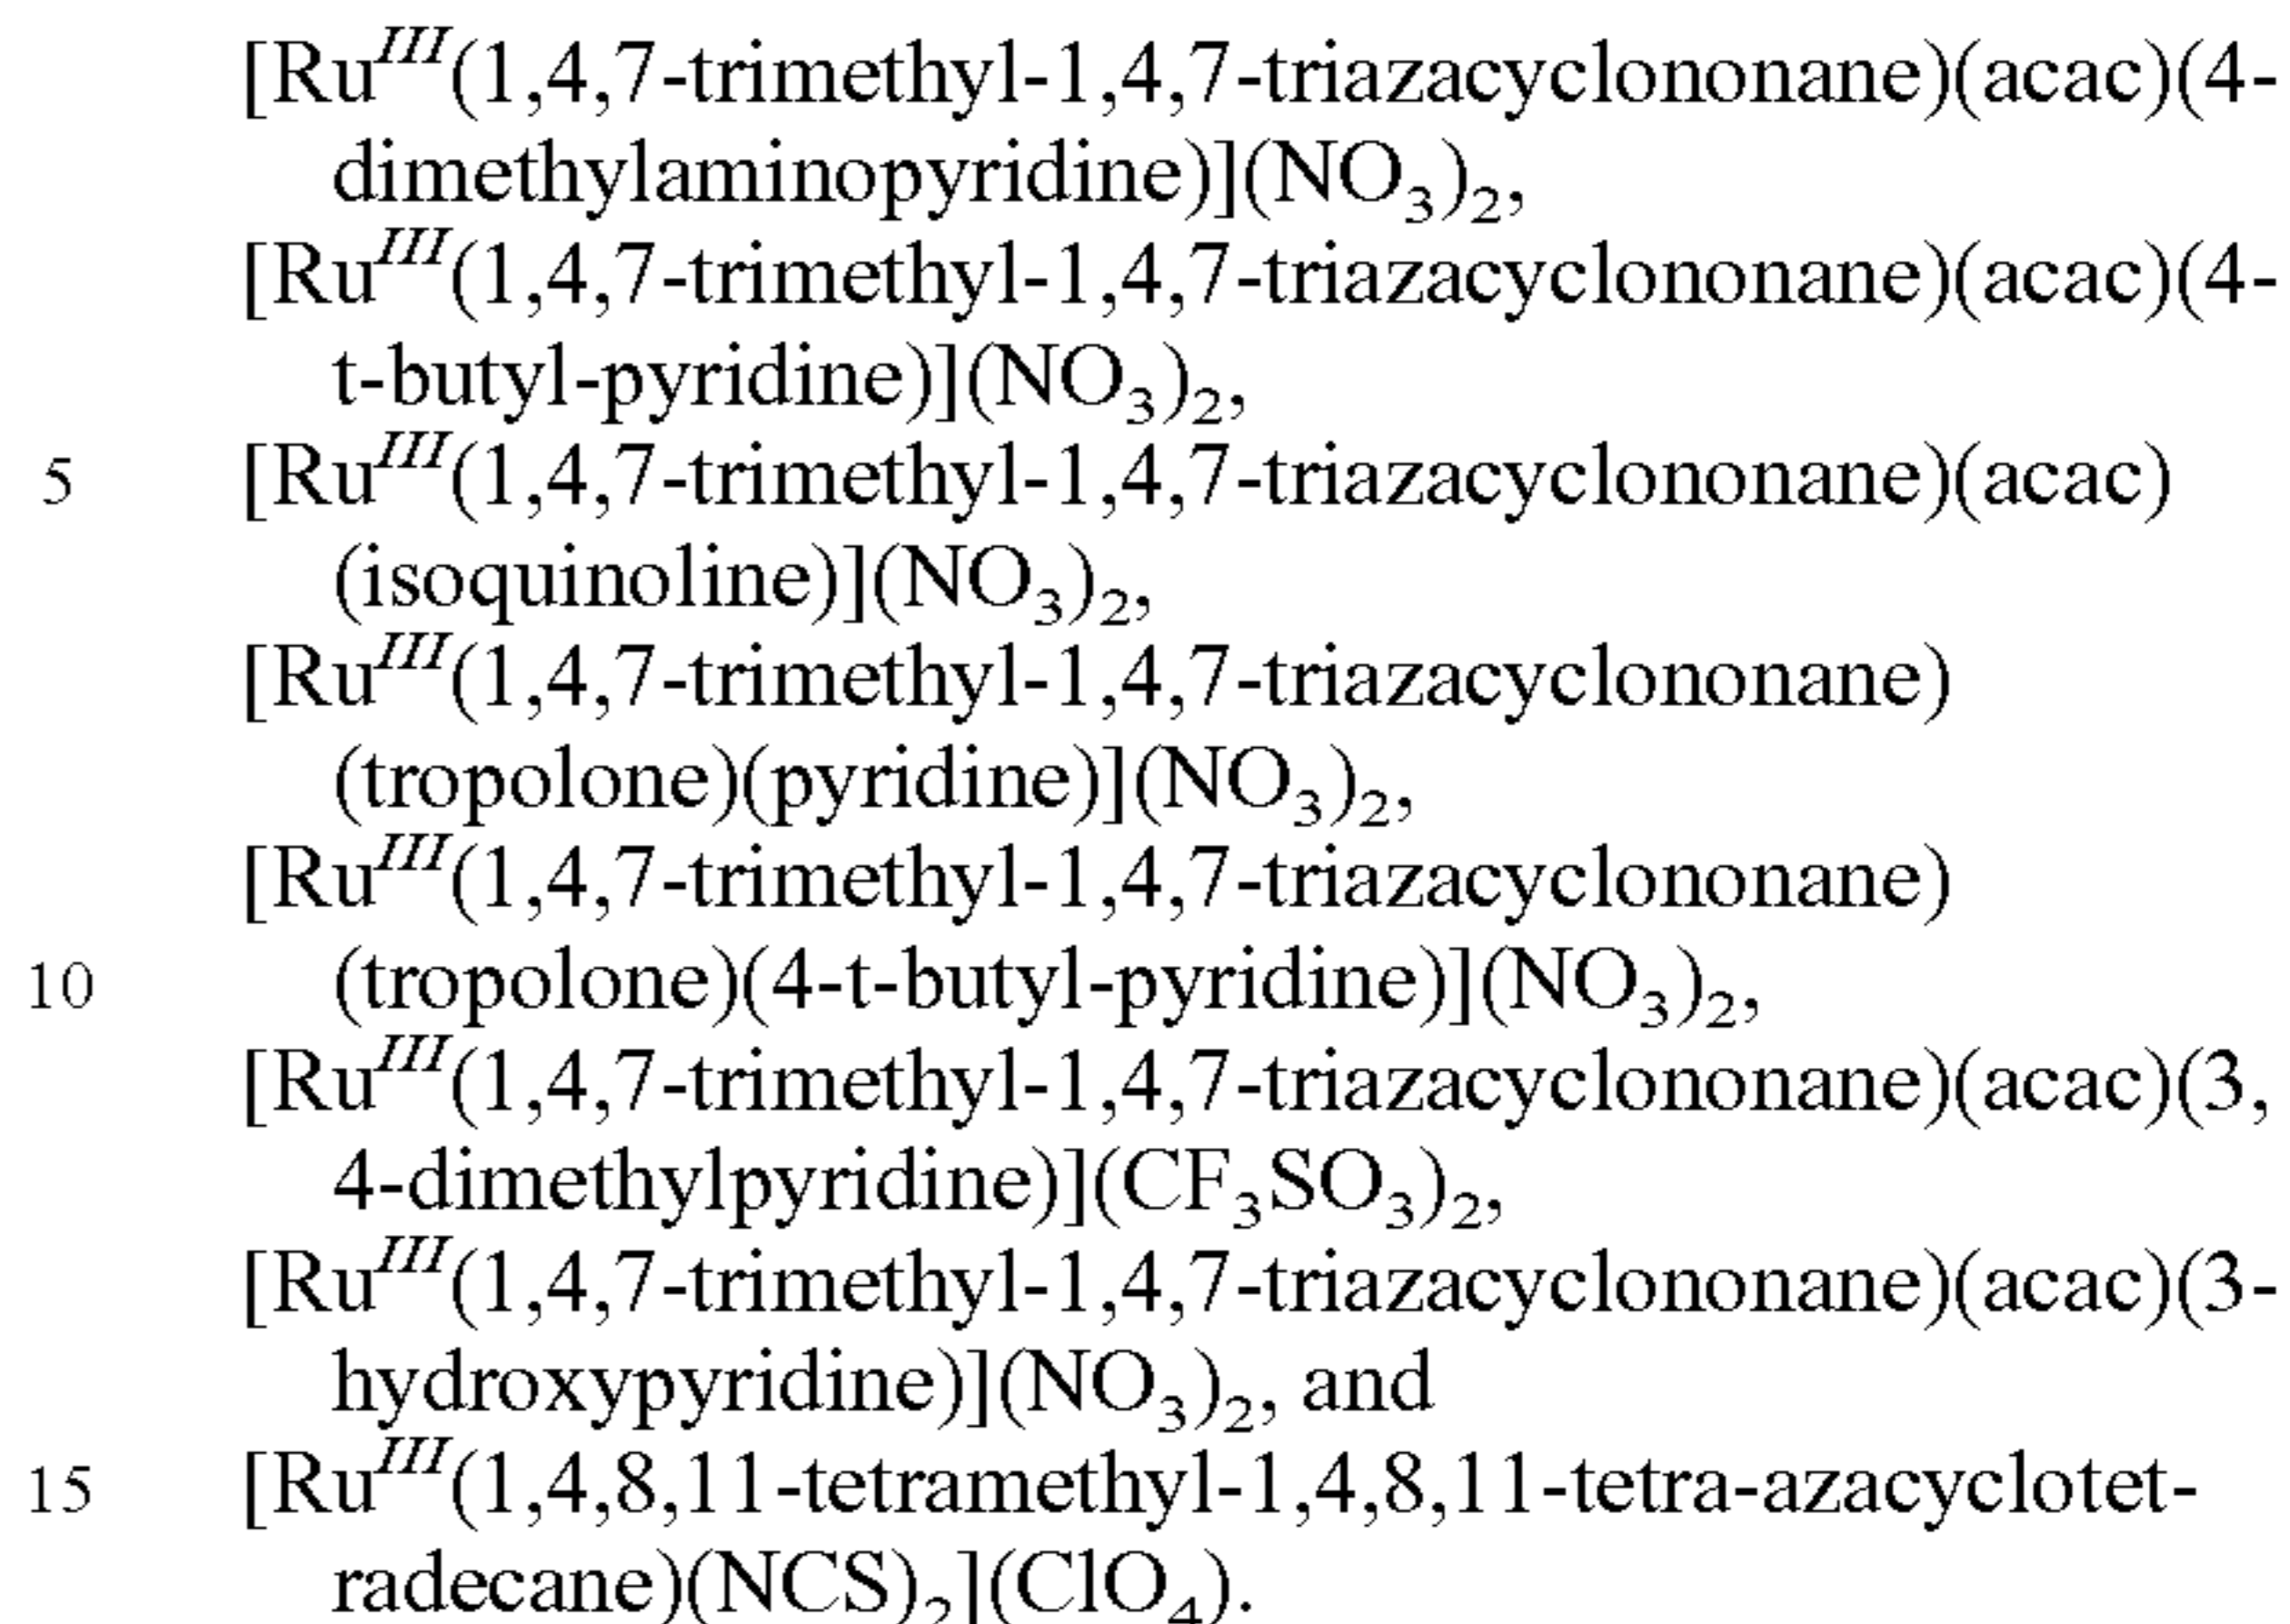 [Ru^III(1,4,7-trimethyl-1,4,7-triazacyclononane)(acac)(4-
dimethylaminopyridine)](NO₃)₂,
[Ru^III(1,4,7-trimethyl-1,4,7-triazacyclononane)(acac)(4-
t-butyl-pyridine)](NO₃)₂,
5 [Ru^III(1,4,7-trimethyl-1,4,7-triazacyclononane)(acac)
(isoquinoline)](NO₃)₂,
[Ru^III(1,4,7-trimethyl-1,4,7-triazacyclononane)
(tropolone)(pyridine)](NO₃)₂,
[Ru^III(1,4,7-trimethyl-1,4,7-triazacyclononane)
10 (tropolone)(4-t-butyl-pyridine)](NO₃)₂,
[Ru^III(1,4,7-trimethyl-1,4,7-triazacyclononane)(acac)(3,
4-dimethylpyridine)](CF₃SO₃)₂,
[Ru^III(1,4,7-trimethyl-1,4,7-triazacyclononane)(acac)(3-
hydroxypyridine)](NO₃)₂, and
15 [Ru^III(1,4,8,11-tetramethyl-1,4,8,11-tetra-azacyclotet-
radecane)(NCS)₂](ClO₄).